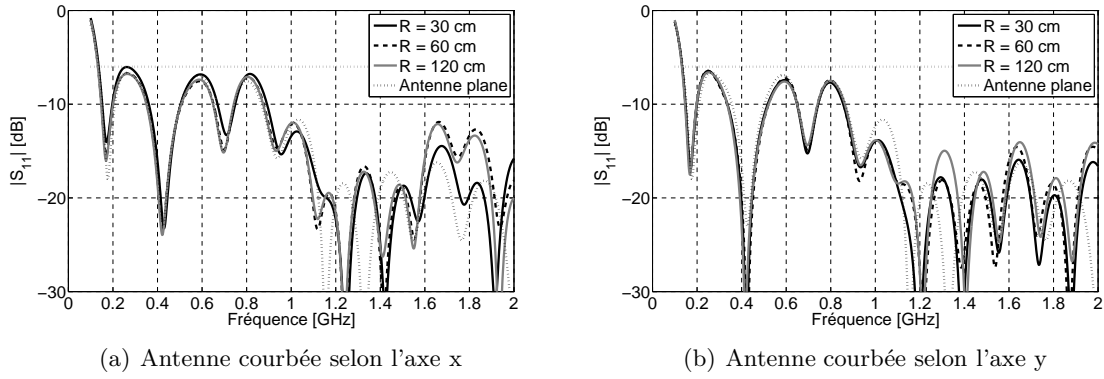 0
−10
−20
−30
|S11| [dB]
0 0.2 0.4 0.6 0.8 1 1.2 1.4 1.6 1.8 2
Fréquence [GHz]
R = 30 cm
R = 60 cm
R = 120 cm
Antenne plane
(a) Antenne courbée selon l'axe x
0
−10
−20
−30
|S11| [dB]
0 0.2 0.4 0.6 0.8 1 1.2 1.4 1.6 1.8 2
Fréquence [GHz]
R = 30 cm
R = 60 cm
R = 120 cm
Antenne plane
(b) Antenne courbée selon l'axe y